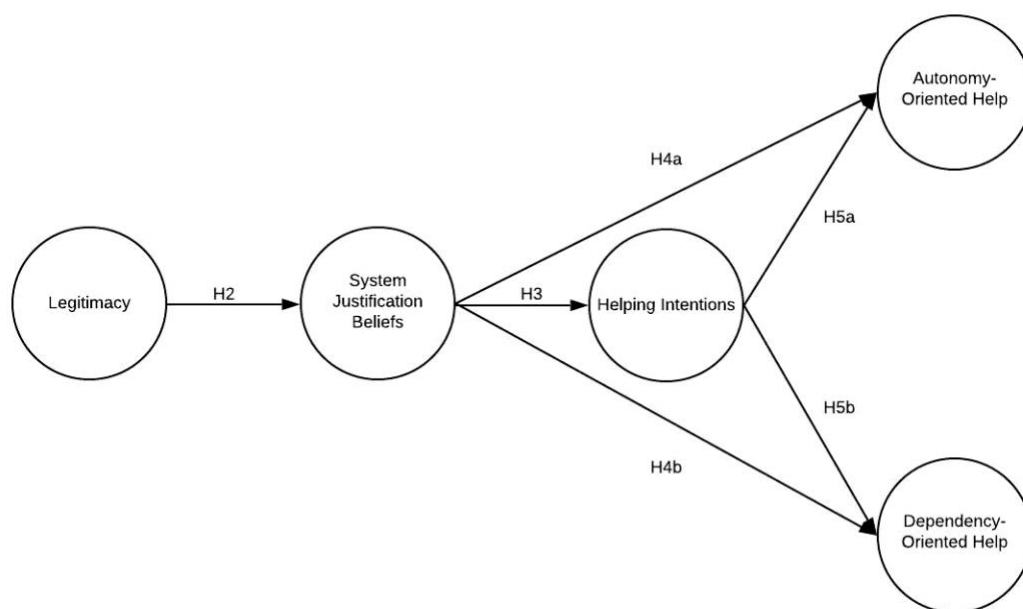 Autonomy-
Oriented Help
H4a
H5a
Legitimacy
H2
System
Justification
Beliefs
H3
Helping Intentions
H5b
H4b
Dependency-
Oriented Help